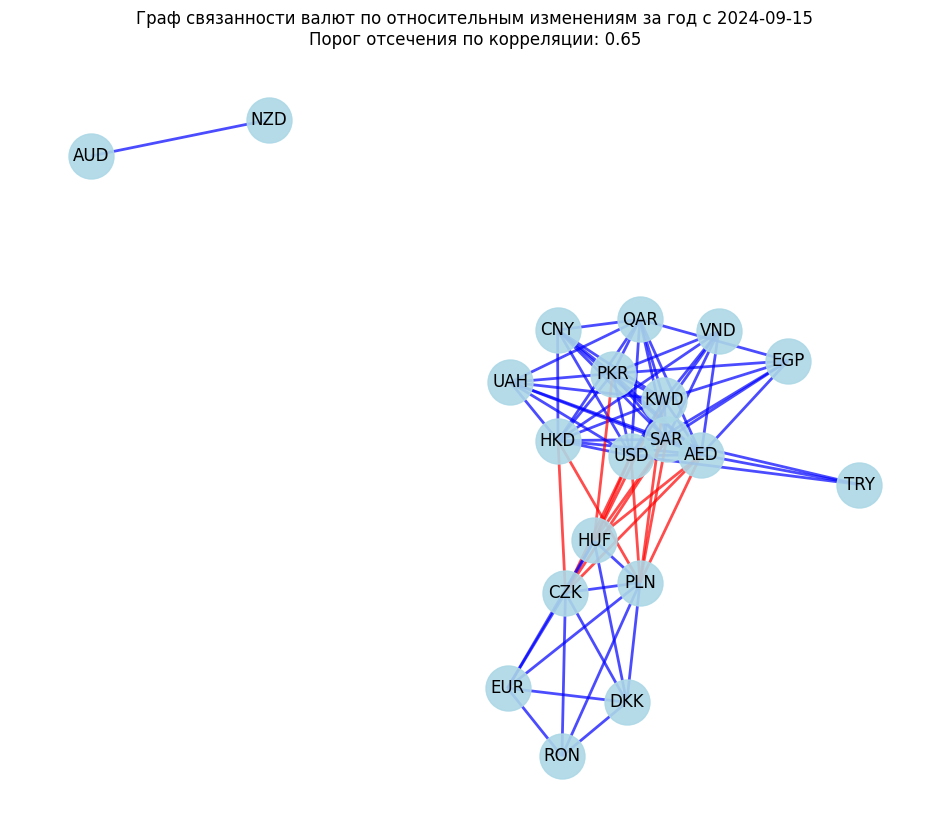 Граф связанности валют по относительным изменениям за год с 2024-09-15
Порог отсечения по корреляции: 0.65
NZD
AUD
QAR
CNY
VND
EGP
PKR
UAH
KWD
HKD
SAR
USD
AED
TRY
HUF
PLN
CZK
EUR
DKK
RON